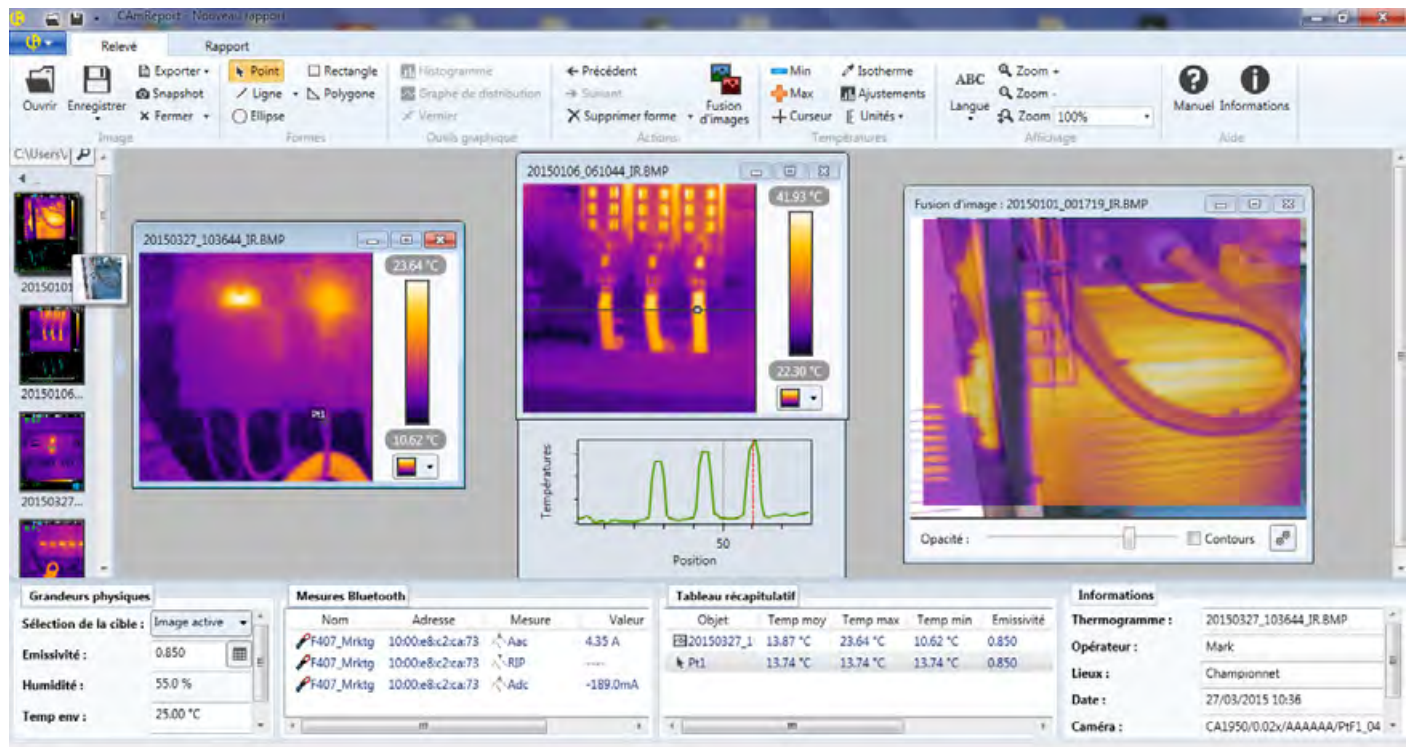 CAmReport - Nouveau rapport
Relevé Rapport
Ouvrir
Enregistrer
Exporter
Snapshot
Fermer
Image
Point
Ligne
Ellipse
Rectangle
Polygone
Formes
Histogramme
Graphe de distribution
Vernier
Outils graphique
Précédent
Suivant
Supprimer forme
Fusion
d'images
Actions
Min
Max
Curseur
Isotherme
Ajustements
Unités
Températures
ABC
Langue
Zoom +
Zoom -
Zoom 100%
Affichage
Manuel
Informations
Aide
C:\Users\
20150101
20150106...
20150327...
20150327_103644_IR.BMP
23.64 °C
Pt1
10.62 °C
20150106_061044_IR.BMP
41.93 °C
22.30 °C
Températures
50
Position
Fusion d'image : 20150101_001719_IR.BMP
Opacité :
Contours
Grandeurs physiques
Sélection de la cible : Image active
Emissivité : 0.850
Humidité : 55.0 %
Temp env : 25.00 °C
Mesures Bluetooth
Nom Adresse Mesure Valeur
F407_Mrktg 10:00:e8:c2:ca:73 Aac 4.35 A
F407_Mrktg 10:00:e8:c2:ca:73 RIP ----
F407_Mrktg 10:00:e8:c2:ca:73 Adc -189.0mA
Tableau récapitulatif
Objet Temp moy Temp max Temp min Emissivité
20150327_1 13.87 °C 23.64 °C 10.62 °C 0.850
Pt1 13.74 °C 13.74 °C 13.74 °C 0.850
Informations
Thermogramme : 20150327_103644_IR.BMP
Opérateur : Mark
Lieux : Championnet
Date : 27/03/2015 10:36
Caméra : CA1950/0.02x/AAAAAA/PtF1_04